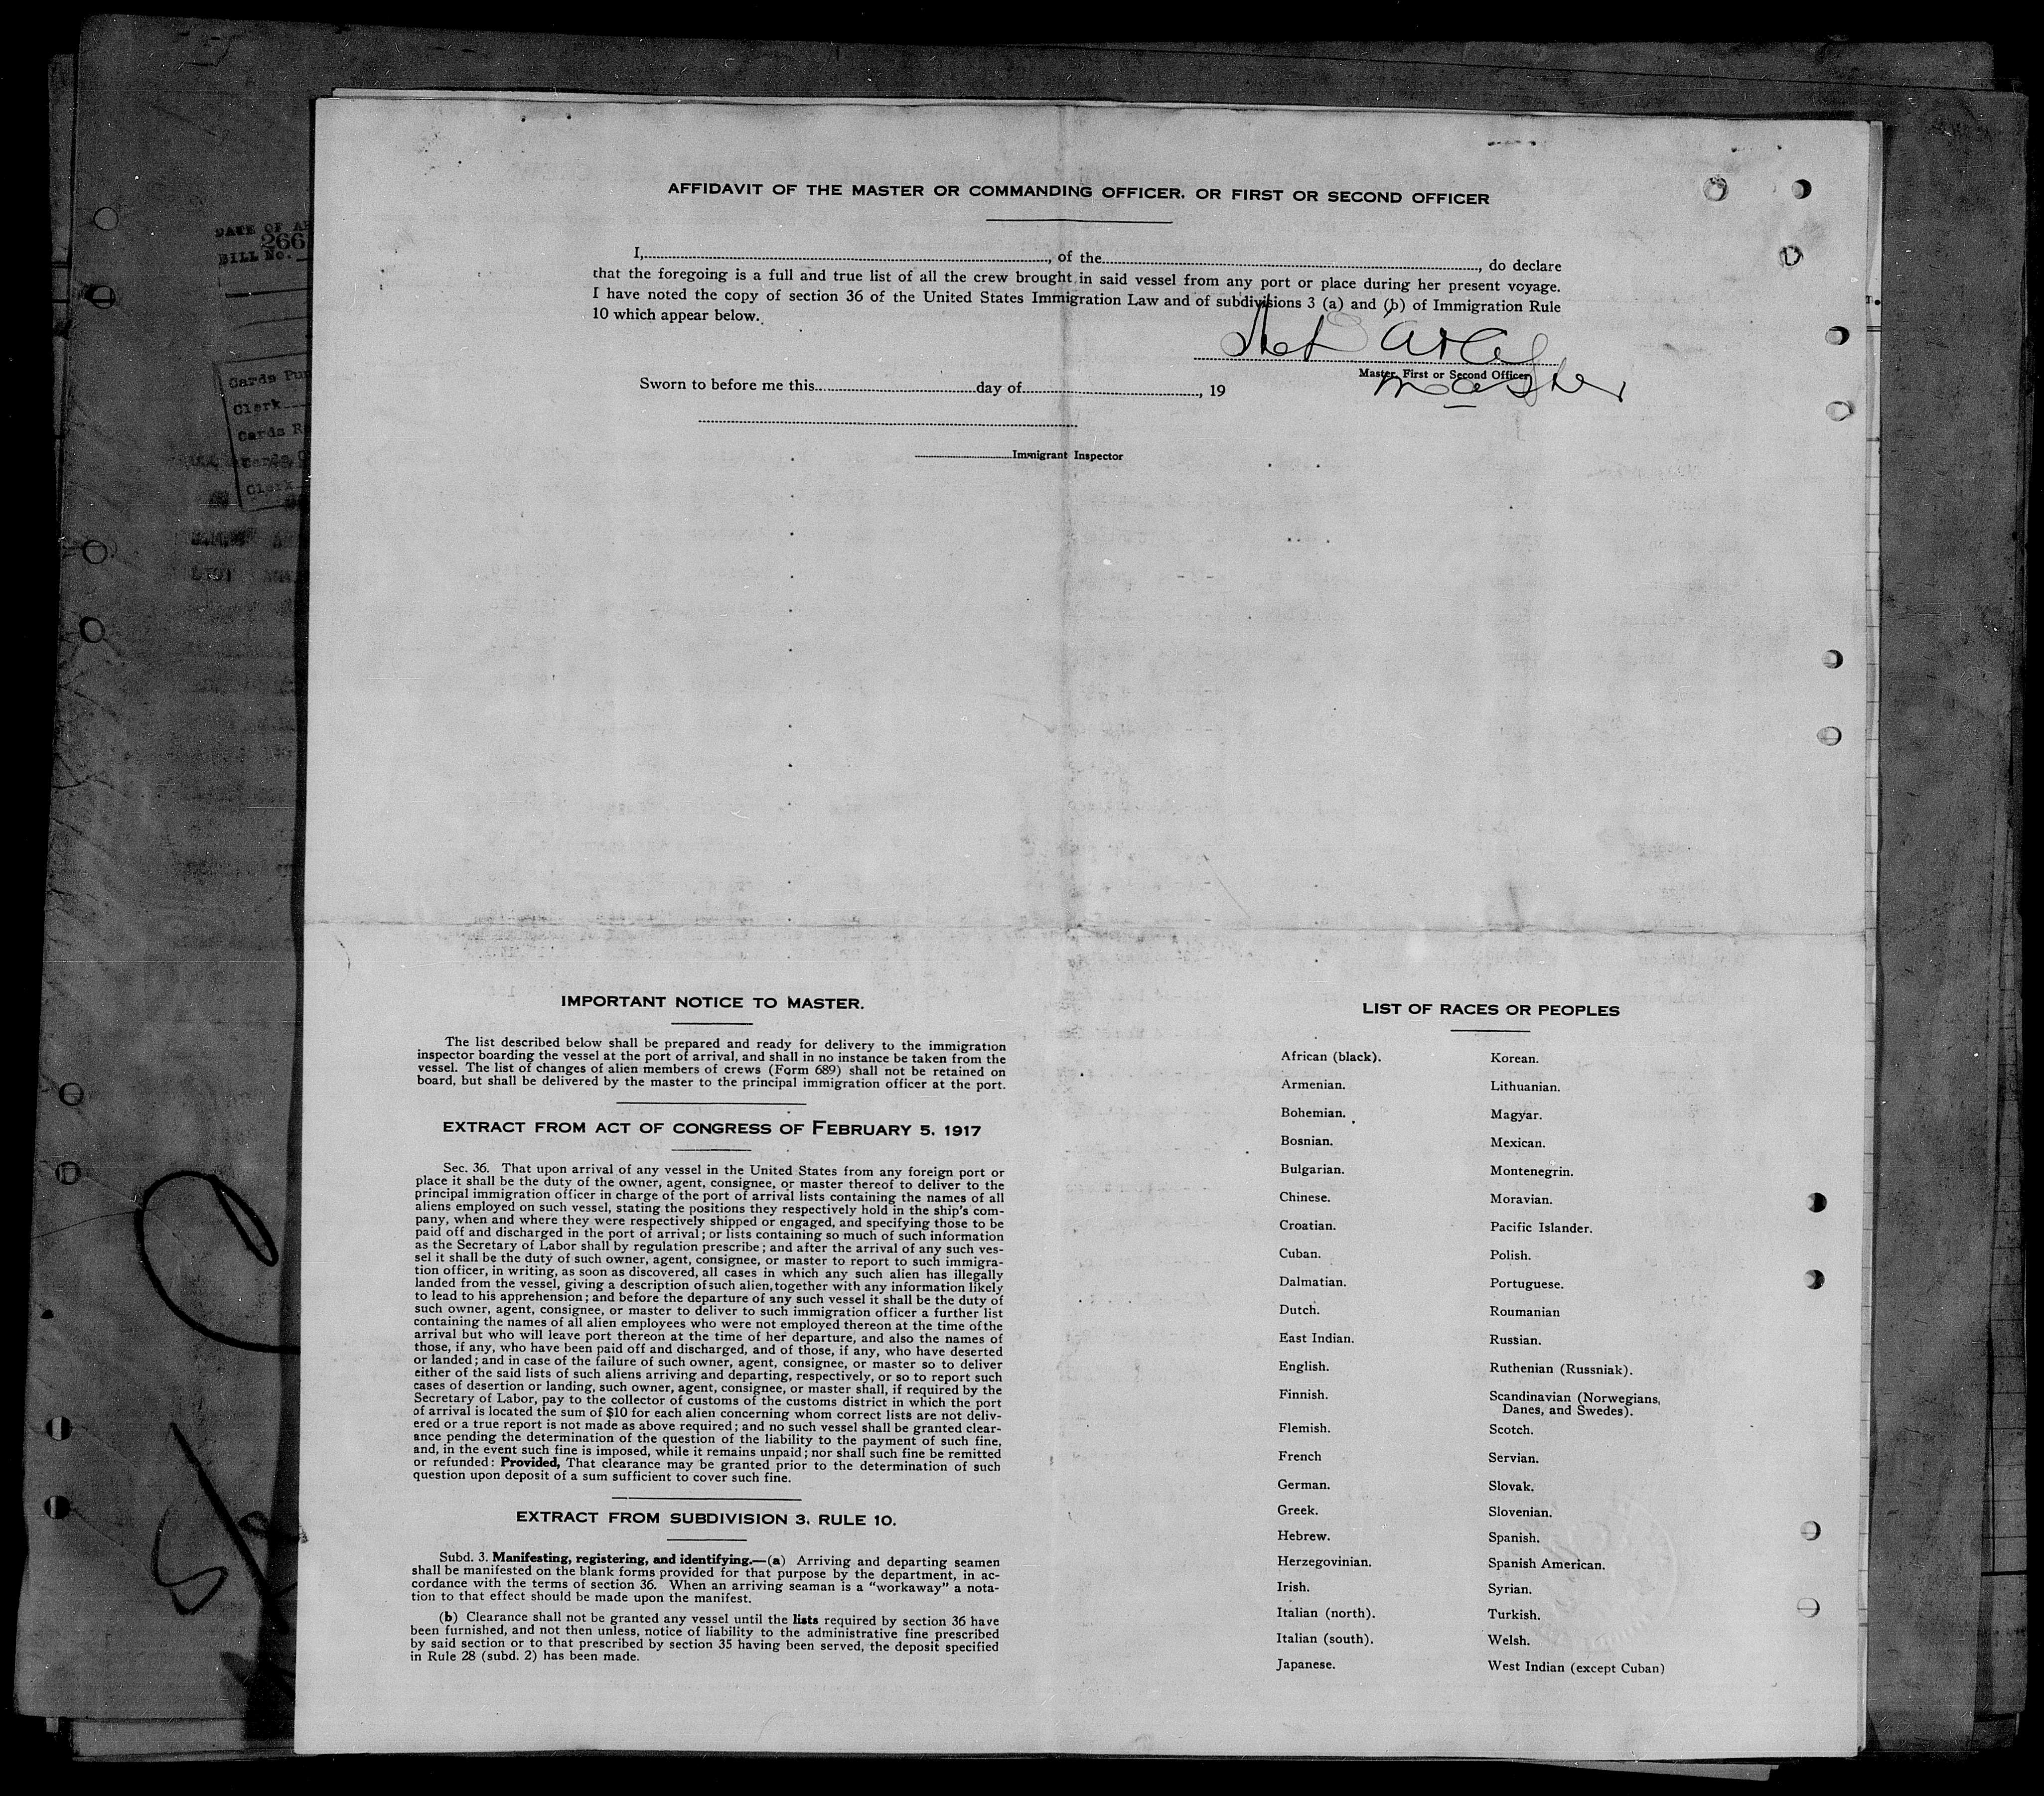 AFFIDAVIT OF THE MASTER OR COMMANDING OFFICER, OR FIRST OR SECOND OFFICER
I, , of the , do declare
that the foregoing is a full and true list of all the crew brought in said vessel from any port or place during her present voyage.
I have noted the copy of section 36 of the United States Immigration Law and of subdivisions 3 (a) and (b) of Immigration Rule
10 which appear below.
Master, First or Second Officer
Master
Sworn to before me this day of , 19
Immigrant Inspector
DATE OF
266
BILL No.
Cards
Clerk
Cards
Clerk
IMPORTANT NOTICE TO MASTER.
The list described below shall be prepared and ready for delivery to the immigration
inspector boarding the vessel at the port of arrival, and shall in no instance be taken from the
vessel. The list of changes of alien members of crews (Form 689) shall not be retained on
board, but shall be delivered by the master to the principal immigration officer at the port.
EXTRACT FROM ACT OF CONGRESS OF FEBRUARY 5, 1917
Sec. 36. That upon arrival of any vessel in the United States from any foreign port or
place it shall be the duty of the owner, agent, consignee, or master thereof to deliver to the
principal immigration officer in charge of the port of arrival lists containing the names of all
aliens employed on such vessel, stating the positions they respectively hold in the ship's com-
pany, when and where they were respectively shipped or engaged, and specifying those to be
paid off and discharged in the port of arrival; or lists containing so much of such information
as the Secretary of Labor shall by regulation prescribe; and after the arrival of any such ves-
sel it shall be the duty of such owner, agent, consignee, or master to report to such immigra-
tion officer, in writing, as soon as discovered, all cases in which any such alien has illegally
landed from the vessel, giving a description of such alien, together with any information likely
to lead to his apprehension; and before the departure of any such vessel it shall be the duty of
such owner, agent, consignee, or master to deliver to such immigration officer a further list
containing the names of all alien employees who were not employed thereon at the time of the
arrival but who will leave port thereon at the time of her departure, and also the names of
those, if any, who have been paid off and discharged, and of those, if any, who have deserted
or landed; and in case of the failure of such owner, agent, consignee, or master so to deliver
either of the said lists of such aliens arriving and departing, respectively, or so to report such
cases of desertion or landing, such owner, agent, consignee, or master shall, if required by the
Secretary of Labor, pay to the collector of customs of the customs district in which the port
of arrival is located the sum of $10 for each alien concerning whom correct lists are not deliv-
ered or a true report is not made as above required; and no such vessel shall be granted clear-
ance pending the determination of the question of the liability to the payment of such fine,
and, in the event such fine is imposed, while it remains unpaid; nor shall such fine be remitted
or refunded: Provided, That clearance may be granted prior to the determination of such
question upon deposit of a sum sufficient to cover such fine.
EXTRACT FROM SUBDIVISION 3, RULE 10.
Subd. 3. Manifesting, registering, and identifying.—(a) Arriving and departing seamen
shall be manifested on the blank forms provided for that purpose by the department, in ac-
cordance with the terms of section 36. When an arriving seaman is a "workaway" a nota-
tion to that effect should be made upon the manifest.
(b) Clearance shall not be granted any vessel until the lists required by section 36 have
been furnished, and not then unless, notice of liability to the administrative fine prescribed
by said section or to that prescribed by section 35 having been served, the deposit specified
in Rule 28 (subd. 2) has been made.
LIST OF RACES OR PEOPLES
African (black).
Armenian.
Bohemian.
Bosnian.
Bulgarian.
Chinese.
Croatian.
Cuban.
Dalmatian.
Dutch.
East Indian.
English.
Finnish.
Flemish.
French
German.
Greek.
Hebrew.
Herzegovinian.
Irish.
Italian (north).
Italian (south).
Japanese.
Korean.
Lithuanian.
Magyar.
Mexican.
Montenegrin.
Moravian.
Pacific Islander.
Polish.
Portuguese.
Roumanian
Russian.
Ruthenian (Russniak).
Scandinavian (Norwegians,
Danes, and Swedes).
Scotch.
Servian.
Slovak.
Slovenian.
Spanish.
Spanish American.
Syrian.
Turkish.
Welsh.
West Indian (except Cuban)